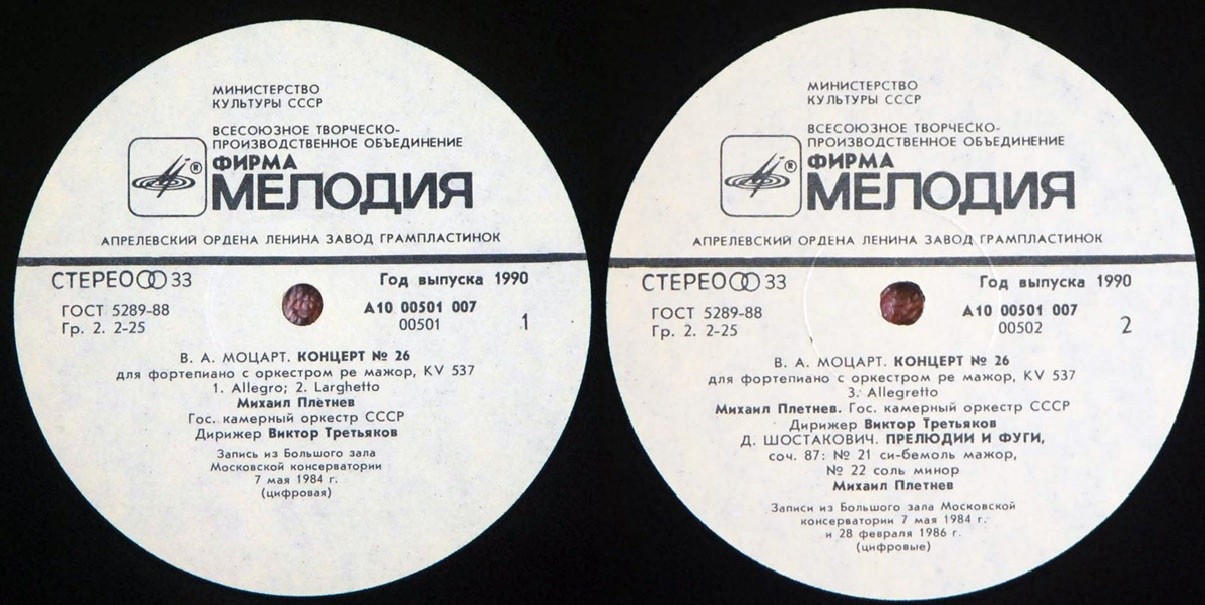 МИНИСТЕРСТВО
КУЛЬТУРЫ СССР
ВСЕСОЮЗНОЕ ТВОРЧЕСКО-
ПРОИЗВОДСТВЕННОЕ ОБЪЕДИНЕНИЕ
ФИРМА
®
МЕЛОДИЯ
АПРЕЛЕВСКИЙ ОРДЕНА ЛЕНИНА ЗАВОД ГРАМПЛАСТИНОК
СТЕРЕО 33
Год выпуска 1990
ГОСТ 5289-88
Гр. 2. 2-25
А10 00501 007
00501
1
В. А. МОЦАРТ. КОНЦЕРТ № 26
для фортепиано с оркестром ре мажор, KV 537
1. Allegro; 2. Larghetto
Михаил Плетнев
Гос. камерный оркестр СССР
Дирижер Виктор Третьяков
Запись из Большого зала
Московской консерватории
7 мая 1984 г.
(цифровая)
МИНИСТЕРСТВО
КУЛЬТУРЫ СССР
ВСЕСОЮЗНОЕ ТВОРЧЕСКО-
ПРОИЗВОДСТВЕННОЕ ОБЪЕДИНЕНИЕ
ФИРМА
®
МЕЛОДИЯ
АПРЕЛЕВСКИЙ ОРДЕНА ЛЕНИНА ЗАВОД ГРАМПЛАСТИНОК
СТЕРЕО 33
Год выпуска 1990
ГОСТ 5289-88
Гр. 2. 2-25
А10 00501 007
00502
2
В. А. МОЦАРТ. КОНЦЕРТ № 26
для фортепиано с оркестром ре мажор, KV 537
3. Allegretto
Михаил Плетнев. Гос. камерный оркестр СССР
Дирижер Виктор Третьяков
Д. ШОСТАКОВИЧ. ПРЕЛЮДИИ И ФУГИ,
соч. 87: № 21 си-бемоль мажор,
№ 22 соль минор
Михаил Плетнев
Записи из Большого зала Московской
консерватории 7 мая 1984 г.
и 28 февраля 1986 г.
(цифровые)